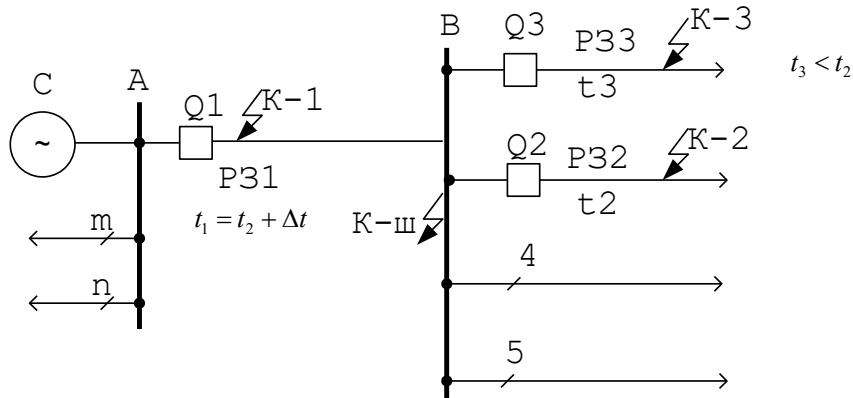 B
Q3
РЗ3
К-3
t3
t₃ < t₂
С
А
~
Q1
К-1
РЗ1
t₁ = t₂ + Δt
Q2
РЗ2
К-2
t2
К-ш
m
n
4
5